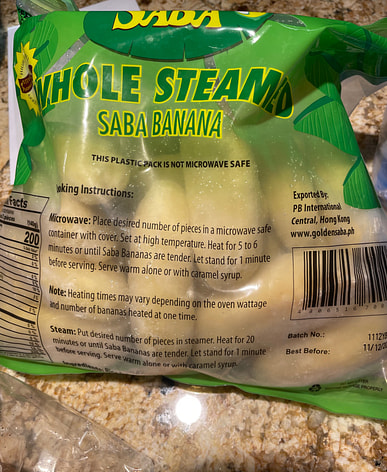 SABA
WHOLE STEAMED
SABA BANANA
THIS PLASTIC PACK IS NOT MICROWAVE SAFE
oking Instructions:
Microwave: Place desired number of pieces in a microwave safe
container with cover. Set at high temperature. Heat for 5 to 6
minutes or until Saba Bananas are tender. Let stand for 1 minute
before serving. Serve warm alone or with caramel syrup.
Note: Heating times may vary depending on the oven wattage
and number of bananas heated at one time.
Steam: Put desired number of pieces in steamer. Heat for 20
minutes or until Saba Bananas are tender. Let stand for 1 minute
before serving. Serve warm alone or with caramel syrup.
Facts
(140g)
200
Exported By:
PB International
Central, Hong Kong
www.goldensaba.ph
Batch No.:
Best Before: